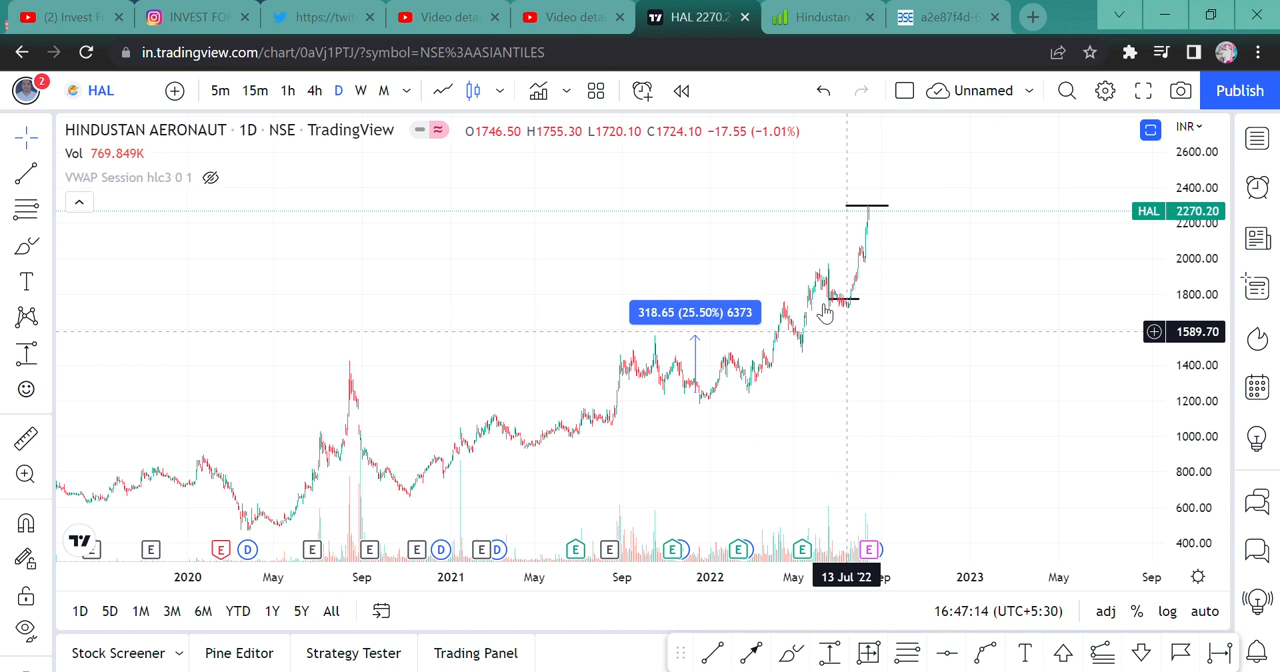 (2) Invest F
INVEST FO
https://twit
Video deta
Video deta
HAL 2270.2
Hindustan
a2e87f4d-6
in.tradingview.com/chart/0aVj1PTJ/?symbol=NSE%3AASIANTILES
2
HAL
5m 15m 1h 4h D W M
Unnamed
Publish
HINDUSTAN AERONAUT · 1D · NSE · TradingView
O1746.50 H1755.30 L1720.10 C1724.10 −17.55 (−1.01%)
INR
Vol 769.849K
VWAP Session hlc3 0 1
2600.00
2400.00
HAL 2270.20
2200.00
2000.00
1800.00
318.65 (25.50%) 6373
1589.70
1400.00
1200.00
1000.00
800.00
600.00
400.00
E E E D E E E D E D E E E E E E
2020 May Sep 2021 May Sep 2022 May 13 Jul '22 ep 2023 May Sep
1D 5D 1M 3M 6M YTD 1Y 5Y All
16:47:14 (UTC+5:30) adj % log auto
Stock Screener Pine Editor Strategy Tester Trading Panel
T